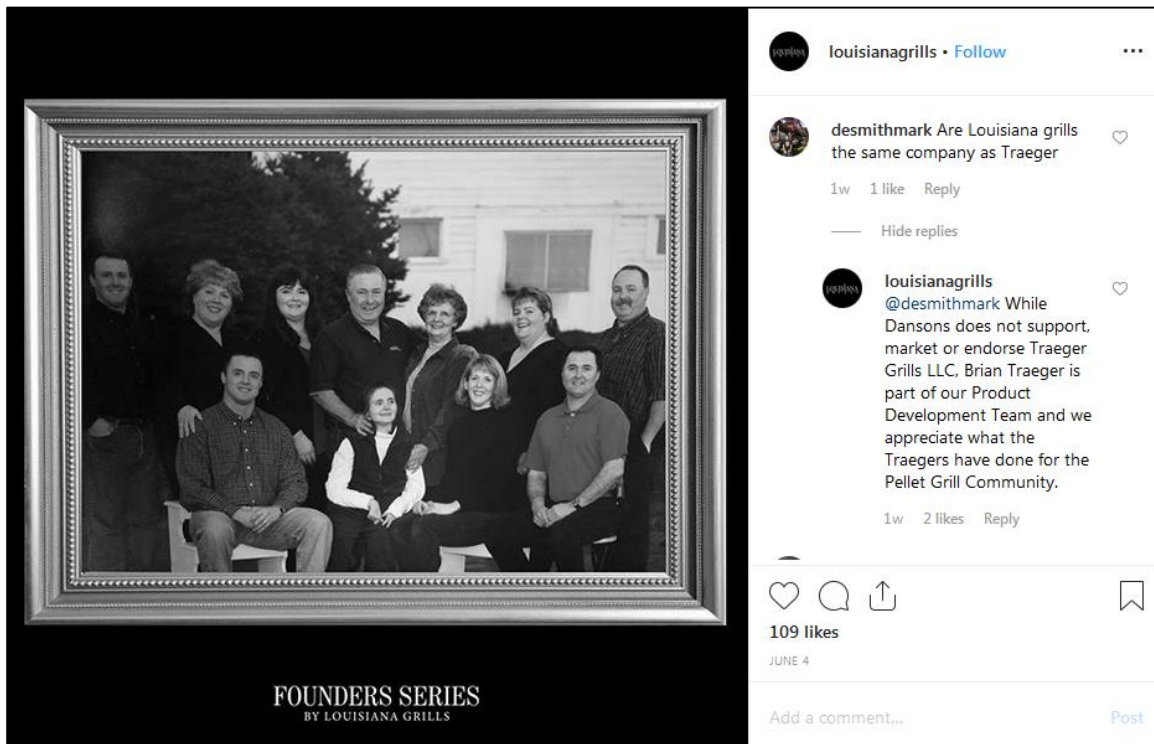 FOUNDERS SERIES
BY LOUISIANA GRILLS
LOUISIANA
louisianagrills • Follow
desmithmark Are Louisiana grills
the same company as Traeger
1w 1 like Reply
Hide replies
LOUISIANA
louisianagrills
@desmithmark While
Dansons does not support,
market or endorse Traeger
Grills LLC, Brian Traeger is
part of our Product
Development Team and we
appreciate what the
Traegers have done for the
Pellet Grill Community.
1w 2 likes Reply
109 likes
JUNE 4
Add a comment... Post